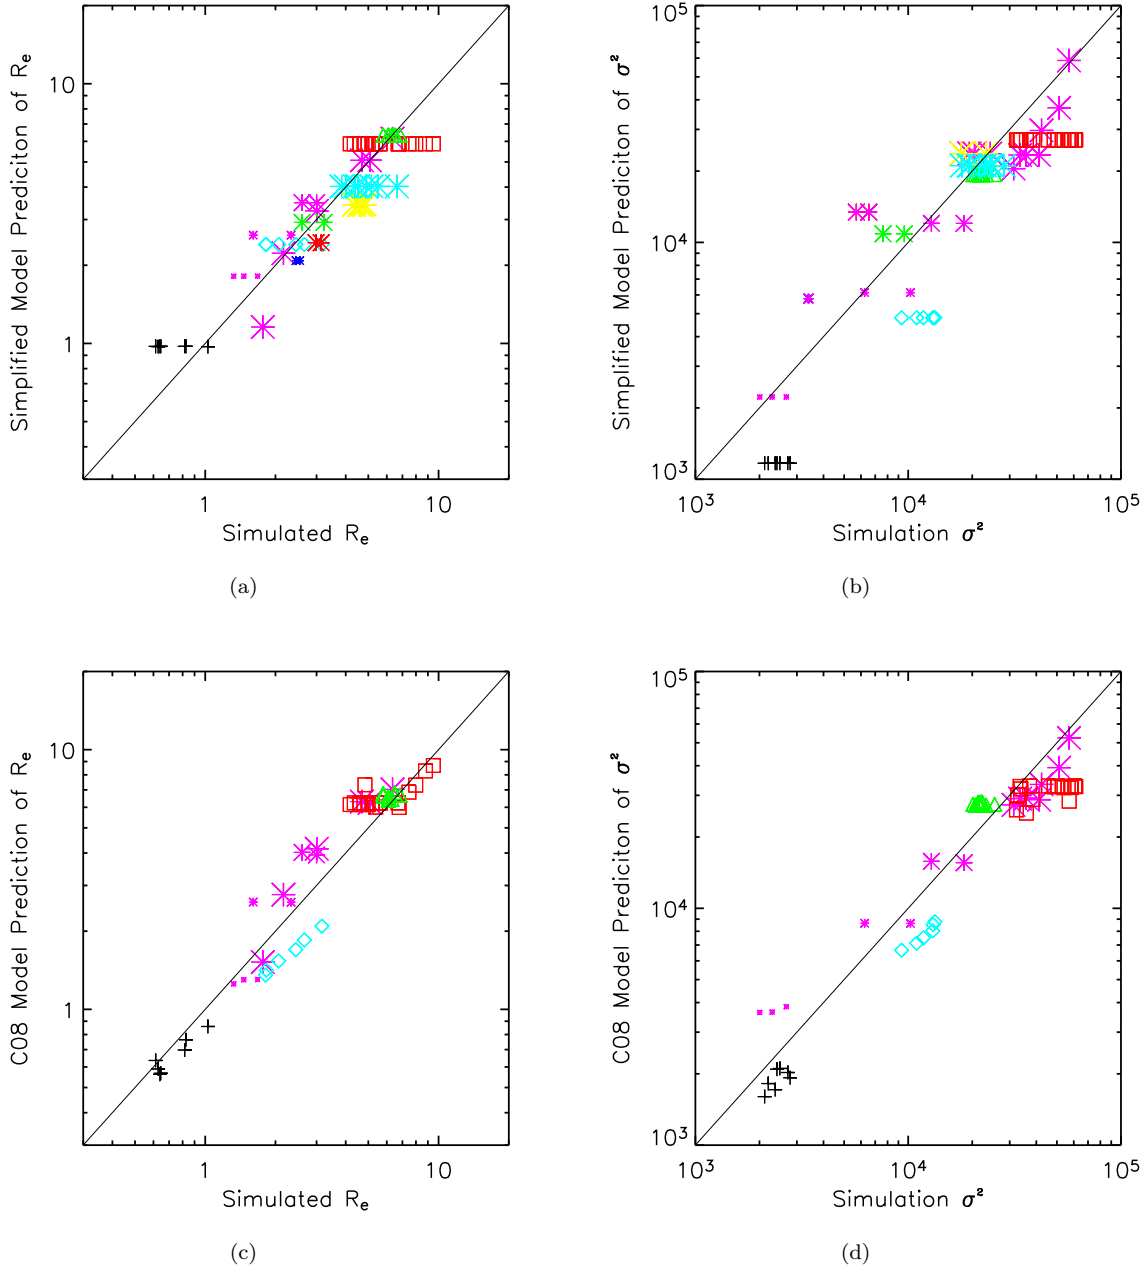 10
1
Simplified Model Prediciton of Re
1 10
Simulated Re
(a)
10⁵
10⁴
10³
Simplified Model Prediciton of σ²
10³ 10⁴ 10⁵
Simulation σ²
(b)
10
1
C08 Model Prediction of Re
1 10
Simulated Re
(c)
10⁵
10⁴
10³
C08 Model Prediciton of σ²
10³ 10⁴ 10⁵
Simulation σ²
(d)